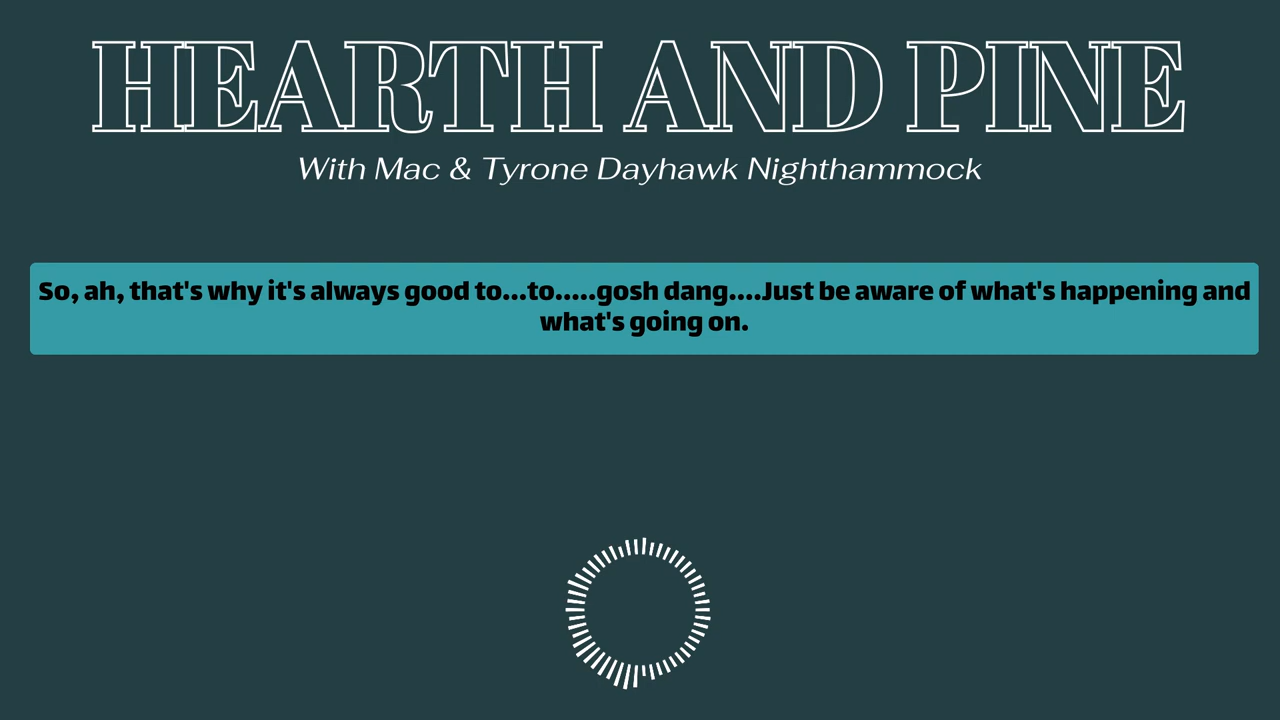 HEARTH AND PINE
With Mac & Tyrone Dayhawk Nighthammock
So, ah, that's why it's always good to...to.....gosh dang....Just be aware of what's happening and
what's going on.